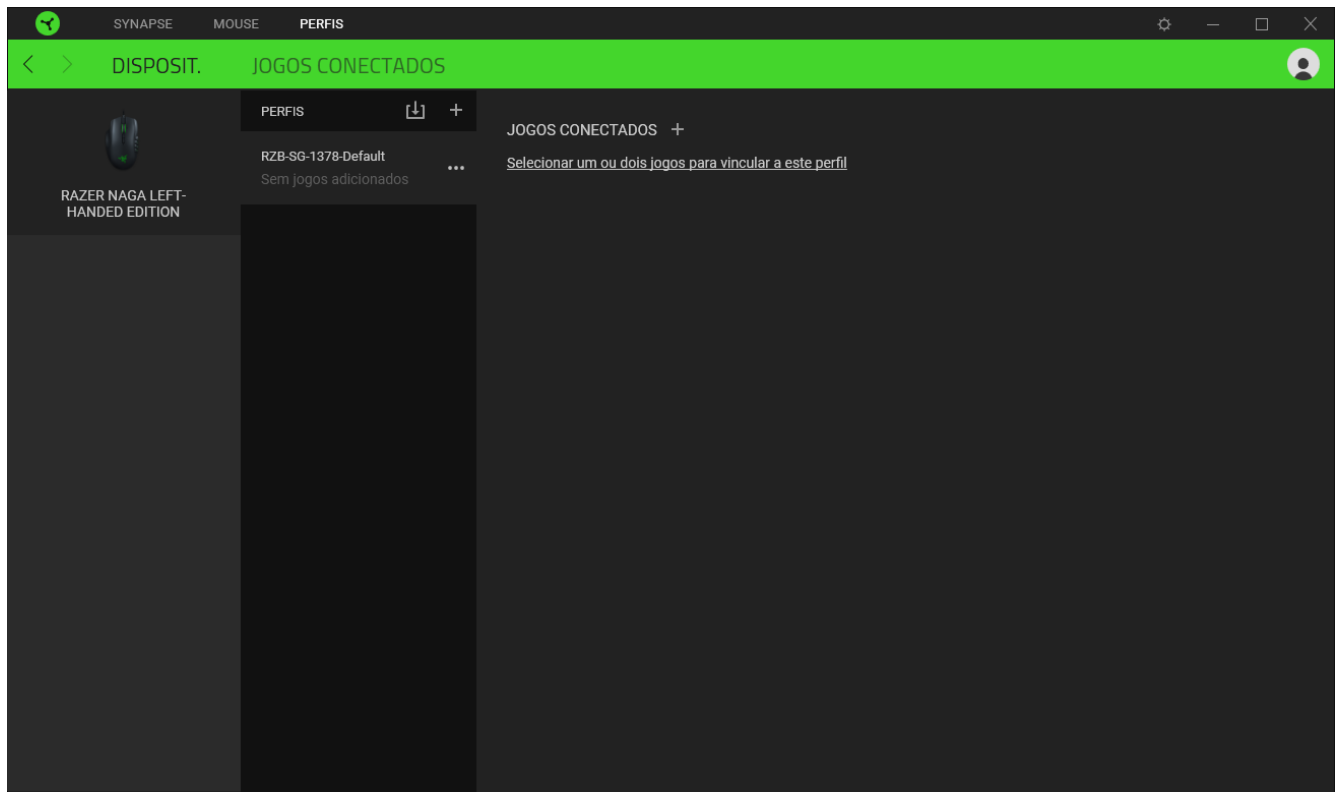 SYNAPSE MOUSE PERFIS
DISPOSIT. JOGOS CONECTADOS
RAZER NAGA LEFT-
HANDED EDITION
PERFIS
RZB-SG-1378-Default
Sem jogos adicionados
JOGOS CONECTADOS
Selecionar um ou dois jogos para vincular a este perfil